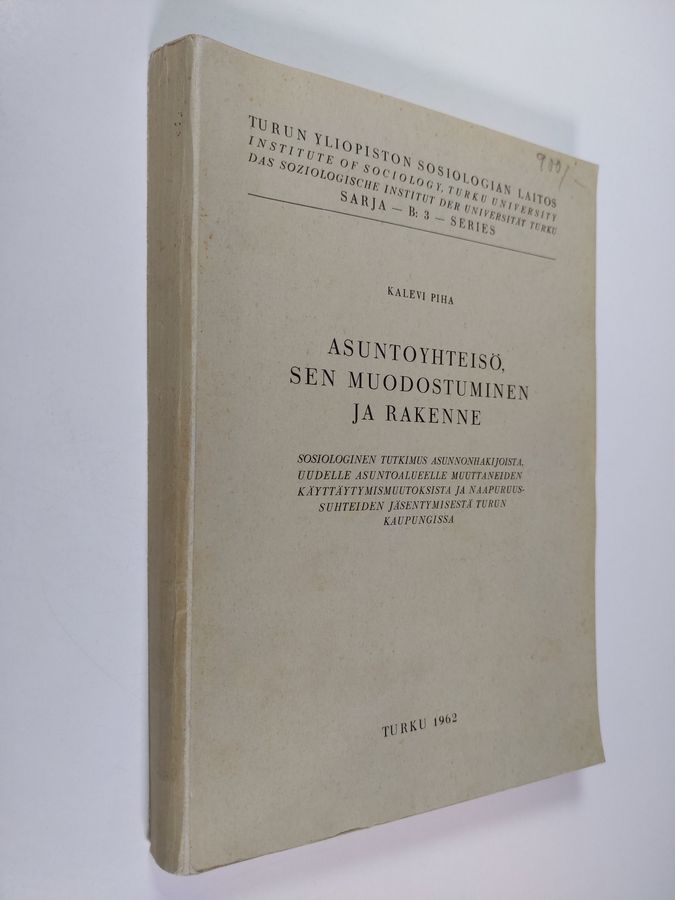 TURUN YLIOPISTON SOSIOLOGIAN LAITOS
INSTITUTE OF SOCIOLOGY, TURKU UNIVERSITY
DAS SOZIOLOGISCHE INSTITUT DER UNIVERSITÄT TURKU
SARJA — B: 3 — SERIES
900/-
KALEVI PIHA
ASUNTOYHTEISÖ,
SEN MUODOSTUMINEN
JA RAKENNE
SOSIOLOGINEN TUTKIMUS ASUNNONHAKIJOISTA,
UUDELLE ASUNTOALUEELLE MUUTTANEIDEN
KÄYTTÄYTYMISMUUTOKSISTA JA NAAPURUUS-
SUHTEIDEN JÄSENTYMISESTÄ TURUN
KAUPUNGISSA
TURKU 1962